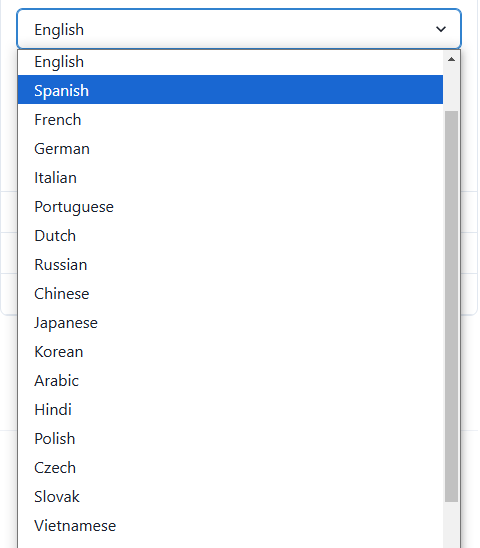 English
English
Spanish
French
German
Italian
Portuguese
Dutch
Russian
Chinese
Japanese
Korean
Arabic
Hindi
Polish
Czech
Slovak
Vietnamese